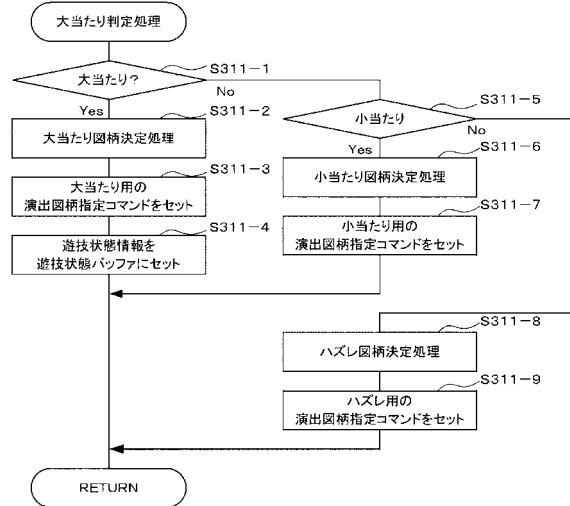 大当たり判定処理
S311-1
大当たり？
No
Yes
S311-2
大当たり図柄決定処理
S311-3
大当たり用の
演出図柄指定コマンドをセット
S311-4
遊技状態情報を
遊技状態バッファにセット
S311-5
小当たり
No
Yes
S311-6
小当たり図柄決定処理
S311-7
小当たり用の
演出図柄指定コマンドをセット
S311-8
ハズレ図柄決定処理
S311-9
ハズレ用の
演出図柄指定コマンドをセット
RETURN